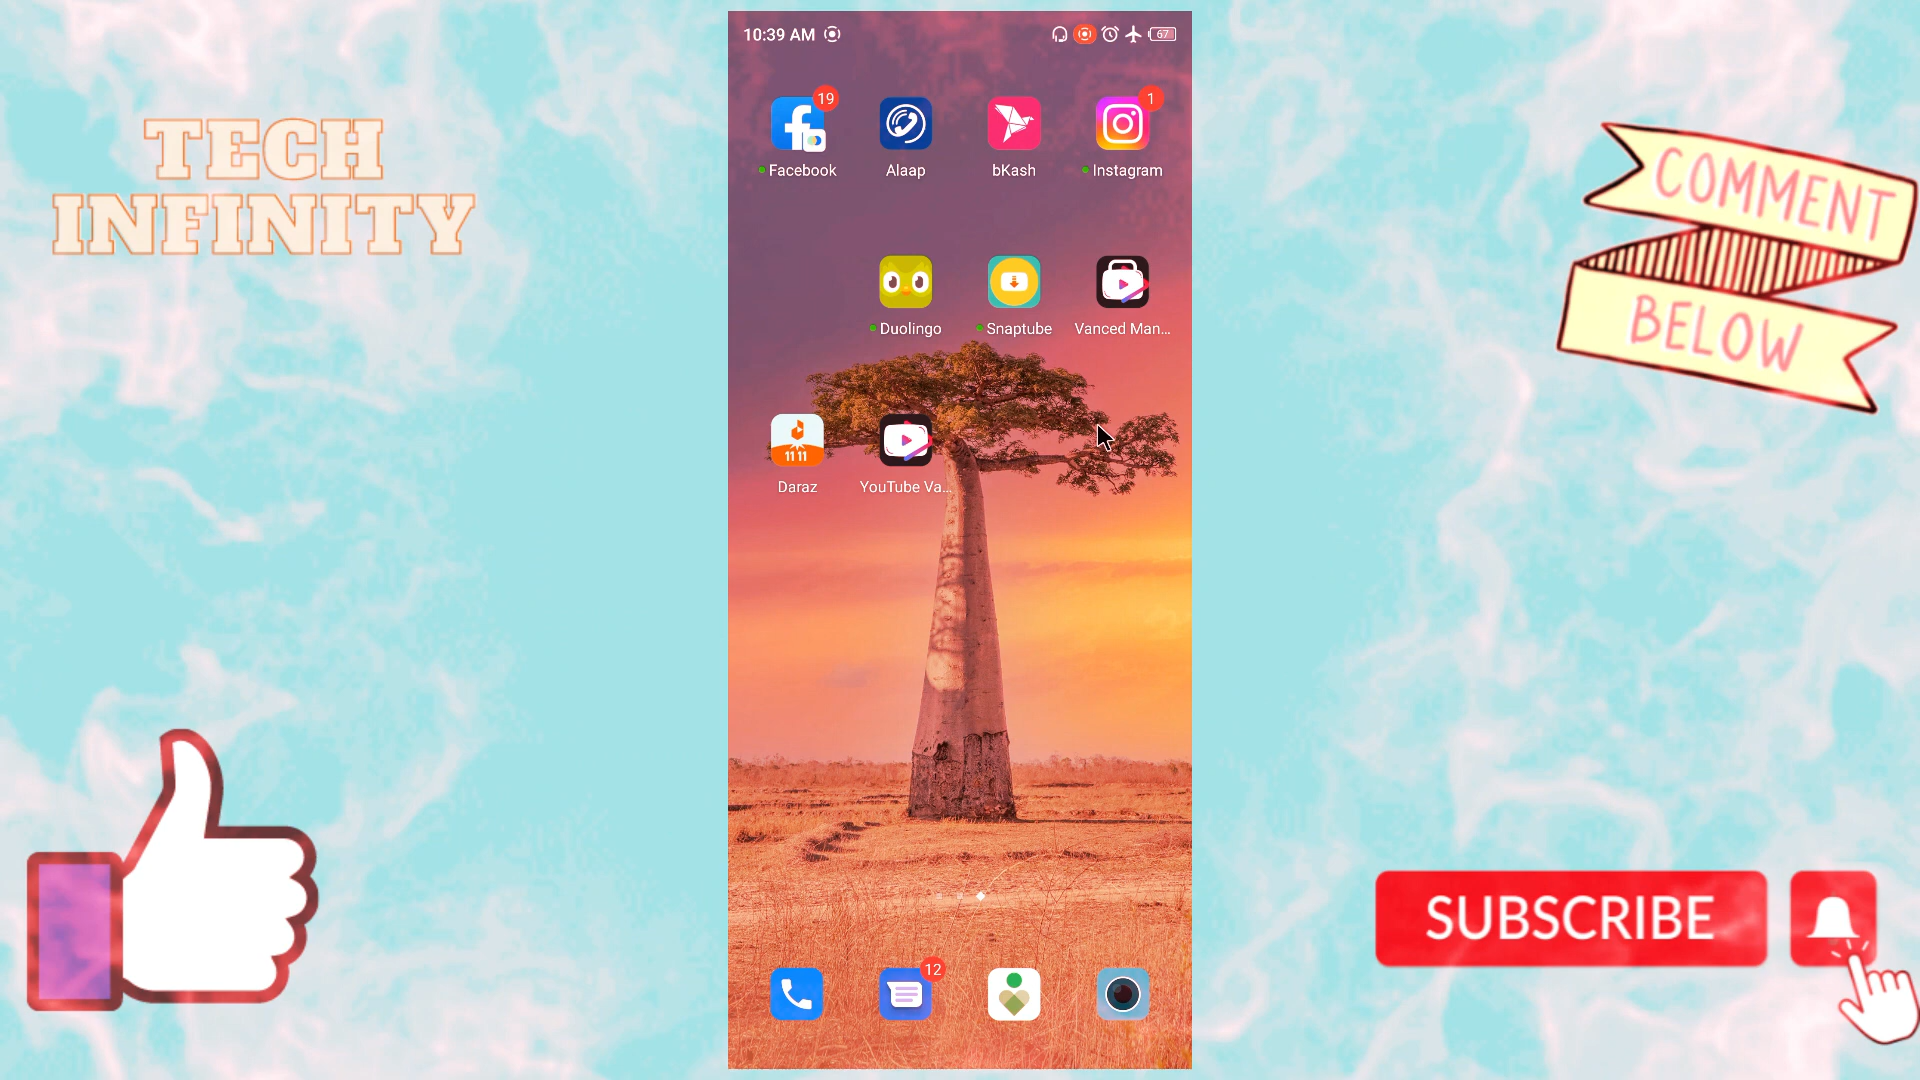 TECH
INFINITY
10:39 AM
67
19
1
Facebook
Alaap
bKash
Instagram
Duolingo
Snaptube
Vanced Man...
11 11
Daraz
YouTube Va...
12
COMMENT
BELOW
SUBSCRIBE